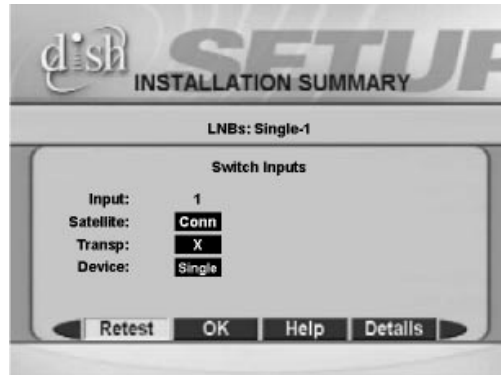 dish
SETUP
INSTALLATION SUMMARY
LNBs: Single-1
Switch Inputs
Input: 1
Satellite: Conn
Transp: X
Device: Single
Retest OK Help Details